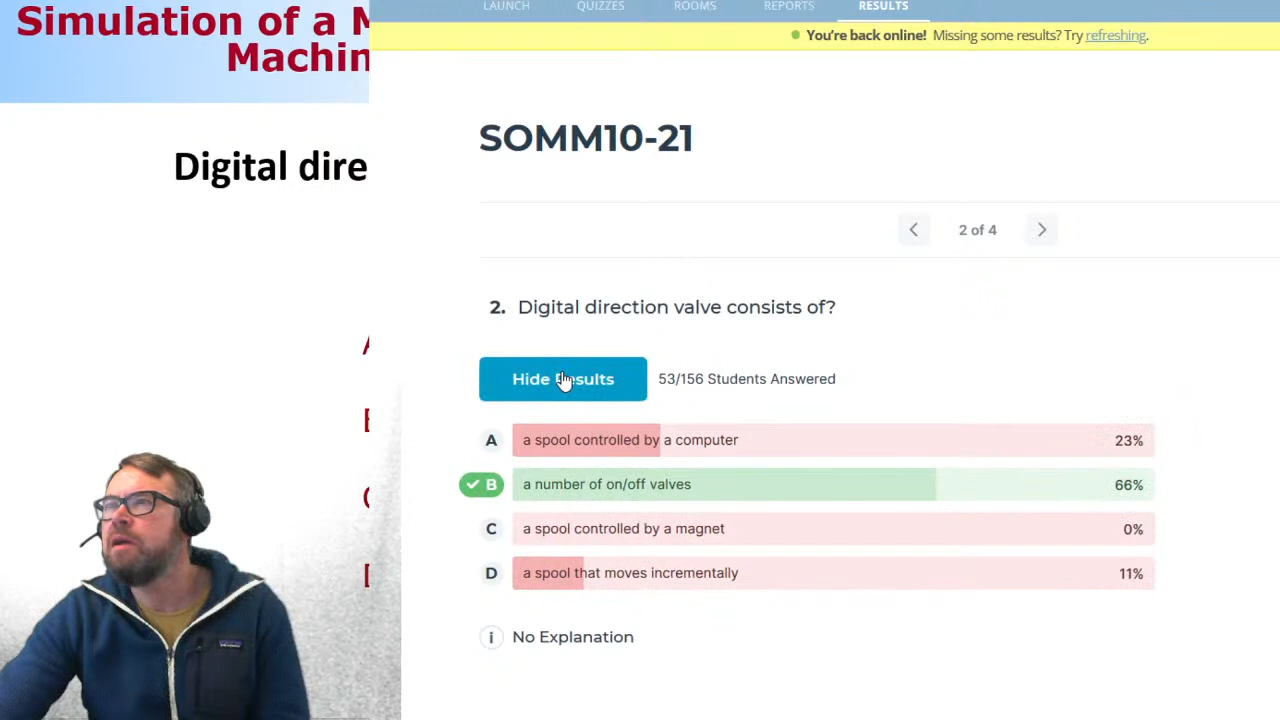 Simulation of a M
Machin
Digital dire
A
B
C
D
LAUNCH QUIZZES ROOMS REPORTS RESULTS
You're back online! Missing some results? Try refreshing.
SOMM10-21
2 of 4
2. Digital direction valve consists of?
Hide Results 53/156 Students Answered
A a spool controlled by a computer 23%
B a number of on/off valves 66%
C a spool controlled by a magnet 0%
D a spool that moves incrementally 11%
i No Explanation